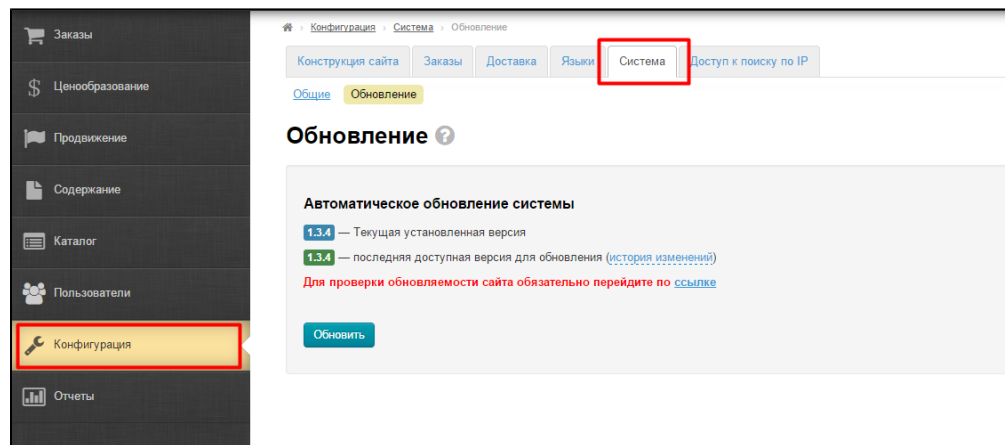 Заказы
Ценообразование
Продвижение
Содержание
Каталог
Пользователи
Конфигурация
Отчеты
Конфигурация › Система › Обновление
Конструкция сайта Заказы Доставка Языки Система Доступ к поиску по IP
Общие Обновление
Обновление ?
Автоматическое обновление системы
1.3.4 — Текущая установленная версия
1.3.4 — последняя доступная версия для обновления (история изменений)
Для проверки обновляемости сайта обязательно перейдите по ссылке
Обновить